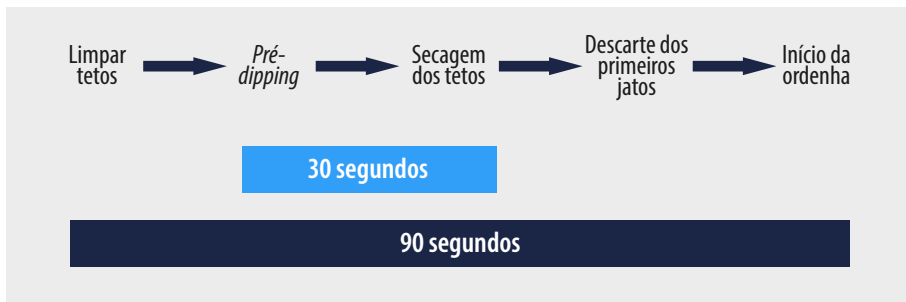 Limpar
tetos
Pré-
dipping
Secagem
dos tetos
Descarte dos
primeiros
jatos
Início da
ordenha
30 segundos
90 segundos